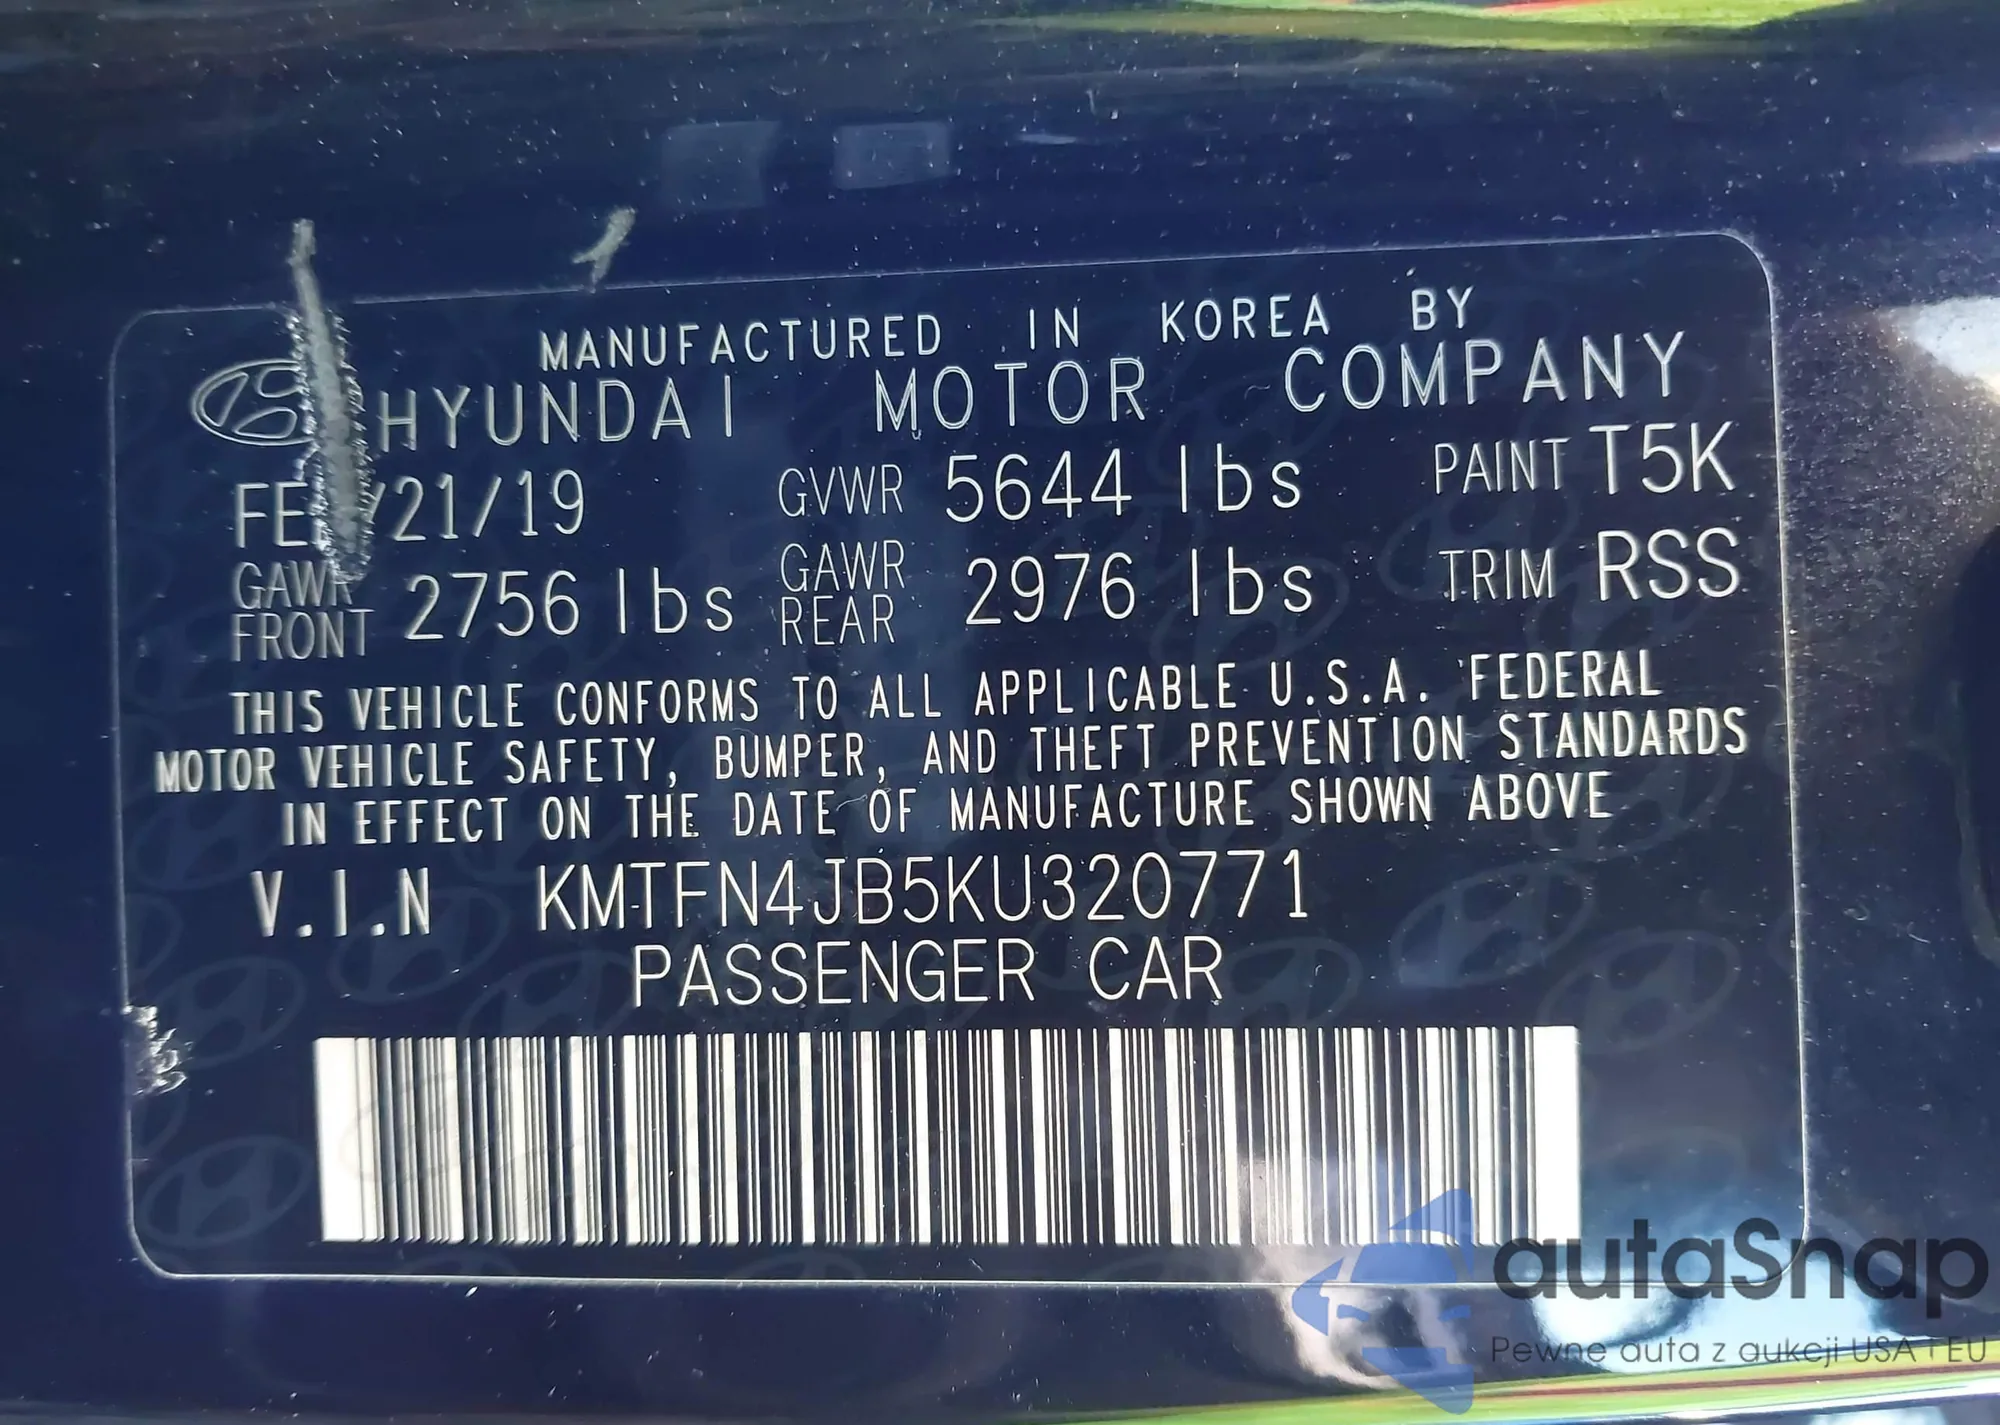 MANUFACTURED IN KOREA BY
HYUNDAI MOTOR COMPANY
/21/19 GVWR 5644 lbs PAINT T5K
GAWR FRONT 2756 lbs GAWR REAR 2976 lbs TRIM RSS
THIS VEHICLE CONFORMS TO ALL APPLICABLE U.S.A. FEDERAL
MOTOR VEHICLE SAFETY, BUMPER, AND THEFT PREVENTION STANDARDS
IN EFFECT ON THE DATE OF MANUFACTURE SHOWN ABOVE
V.I.N KMTFN4JB5KU320771
PASSENGER CAR
autaSnap
Pewne auta z aukcji USA i EU